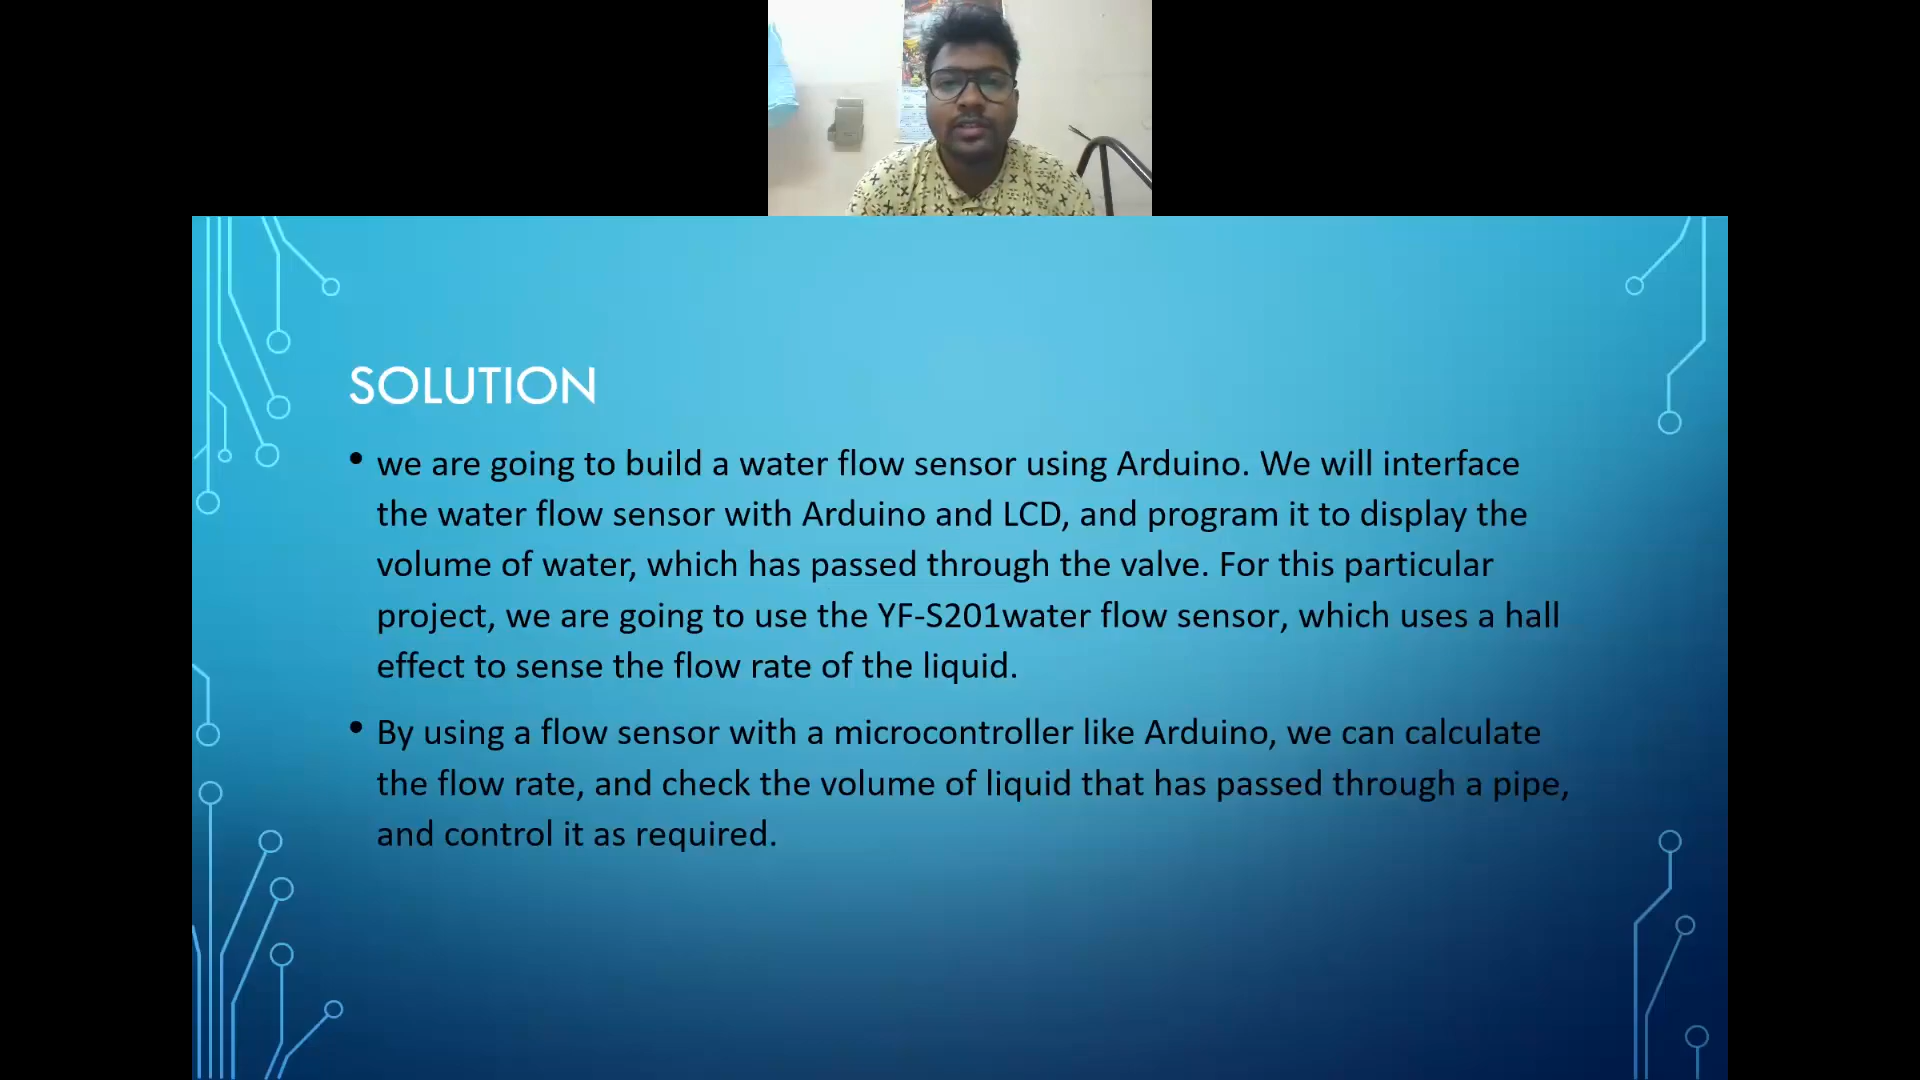 SOLUTION
• we are going to build a water flow sensor using Arduino. We will interface
the water flow sensor with Arduino and LCD, and program it to display the
volume of water, which has passed through the valve. For this particular
project, we are going to use the YF-S201water flow sensor, which uses a hall
effect to sense the flow rate of the liquid.
• By using a flow sensor with a microcontroller like Arduino, we can calculate
the flow rate, and check the volume of liquid that has passed through a pipe,
and control it as required.